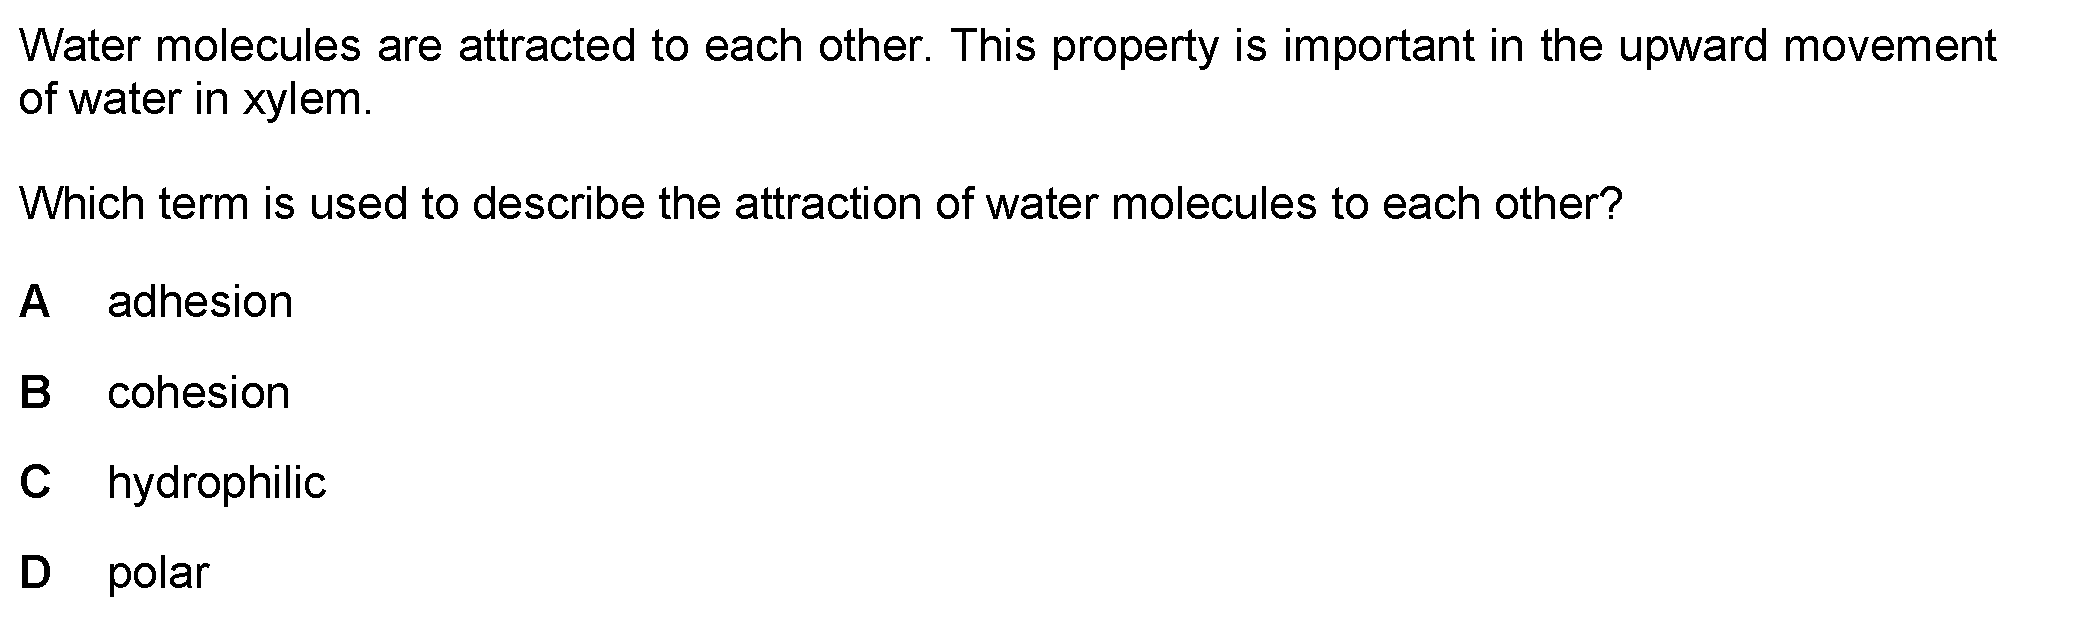 Water molecules are attracted to each other. This property is important in the upward movement
of water in xylem.
Which term is used to describe the attraction of water molecules to each other?
A adhesion
B cohesion
C hydrophilic
D polar